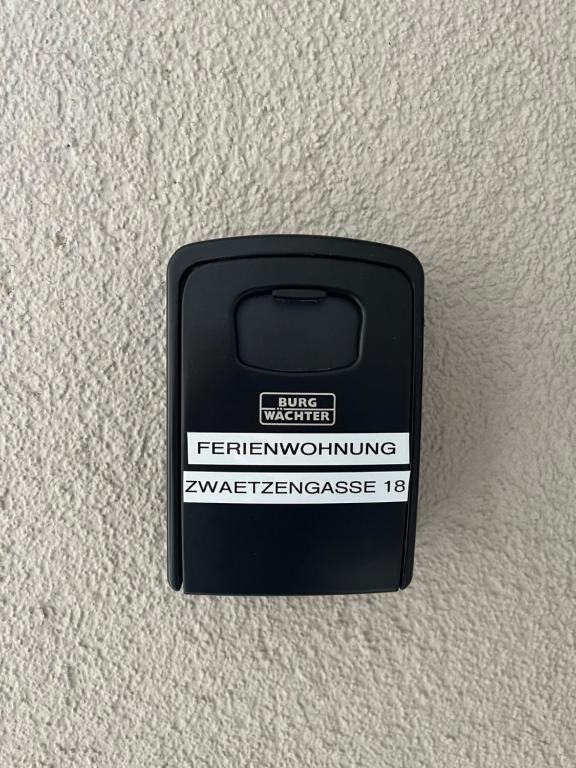 BURG
WÄCHTER
FERIENWOHNUNG
ZWAETZENGASSE 18